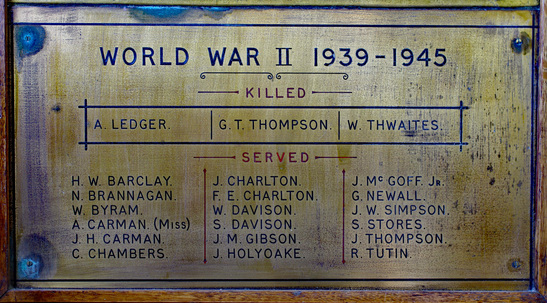 WORLD WAR II 1939-1945
KILLED
A. LEDGER. G. T. THOMPSON. W. THWAITES.
SERVED
H. W. BARCLAY. J. CHARLTON. J. McGOFF. JR.
N. BRANNAGAN. F. E. CHARLTON. G. NEWALL.
W. BYRAM. W. DAVISON. J. W. SIMPSON.
A. CARMAN. (MISS) S. DAVISON. S. STORES.
J. H. CARMAN. J. M. GIBSON. J. THOMPSON.
C. CHAMBERS. J. HOLYOAKE. R. TUTIN.